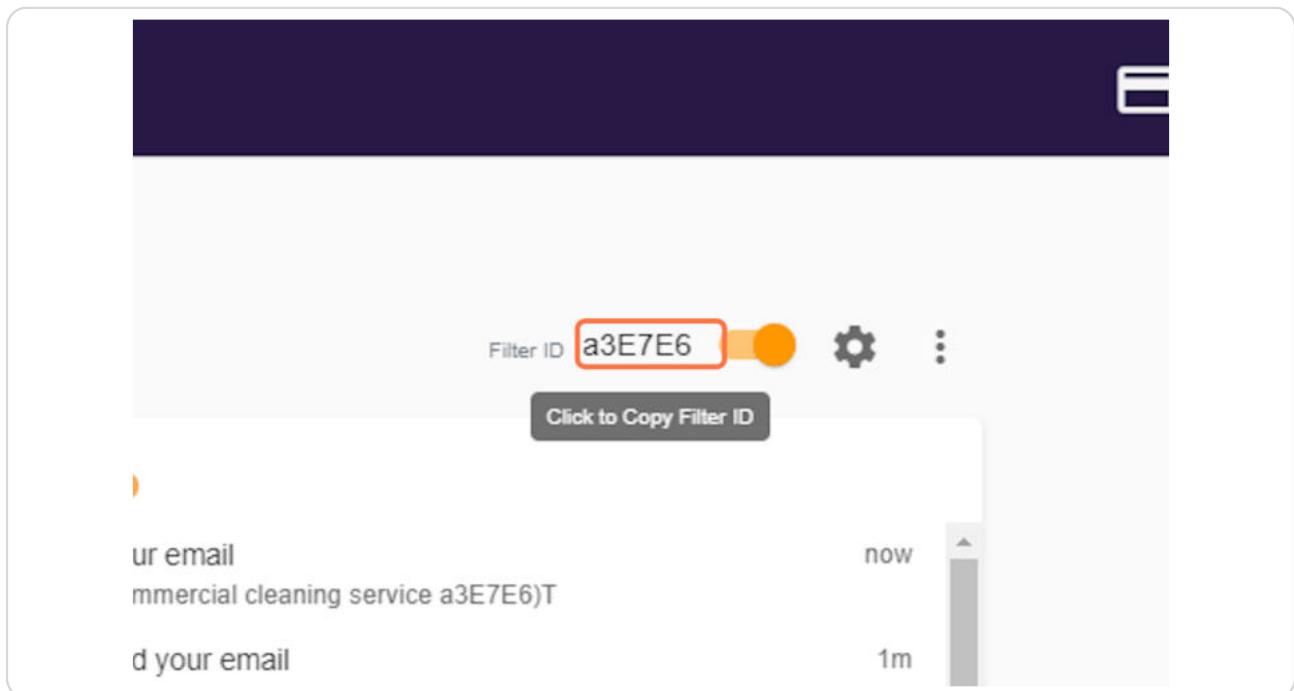 Filter ID a3E7E6
Click to Copy Filter ID
ur email now
mmercial cleaning service a3E7E6)T
d your email 1m